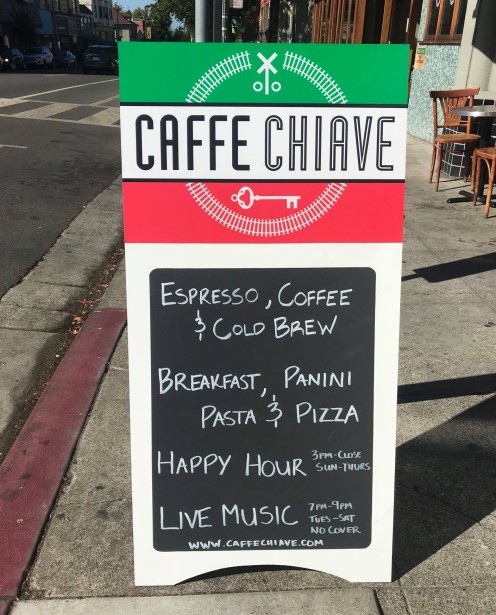 CAFFE CHIAVE
ESPRESSO, COFFEE
& COLD BREW
BREAKFAST, PANINI
PASTA & PIZZA
HAPPY HOUR 3PM-CLOSE
SUN-THURS
LIVE MUSIC 7PM-9PM
TUES-SAT
NO COVER
WWW.CAFFECHIAVE.COM